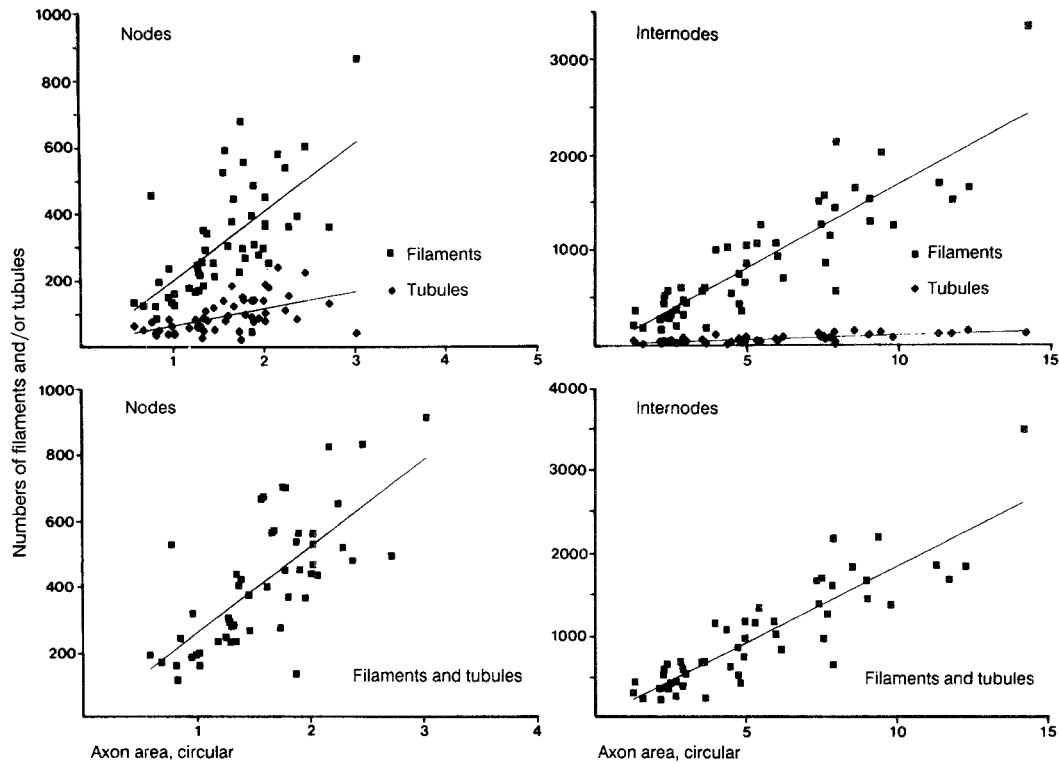 Numbers of filaments and/or tubules
1000
800
600
400
200
Nodes
Filaments
Tubules
1
2
3
4
5
3000
2000
1000
Internodes
Filaments
Tubules
5
10
15
1000
800
600
400
200
Nodes
Filaments and tubules
1
2
3
4
Axon area, circular
4000
3000
2000
1000
Internodes
Filaments and tubules
5
10
15
Axon area, circular